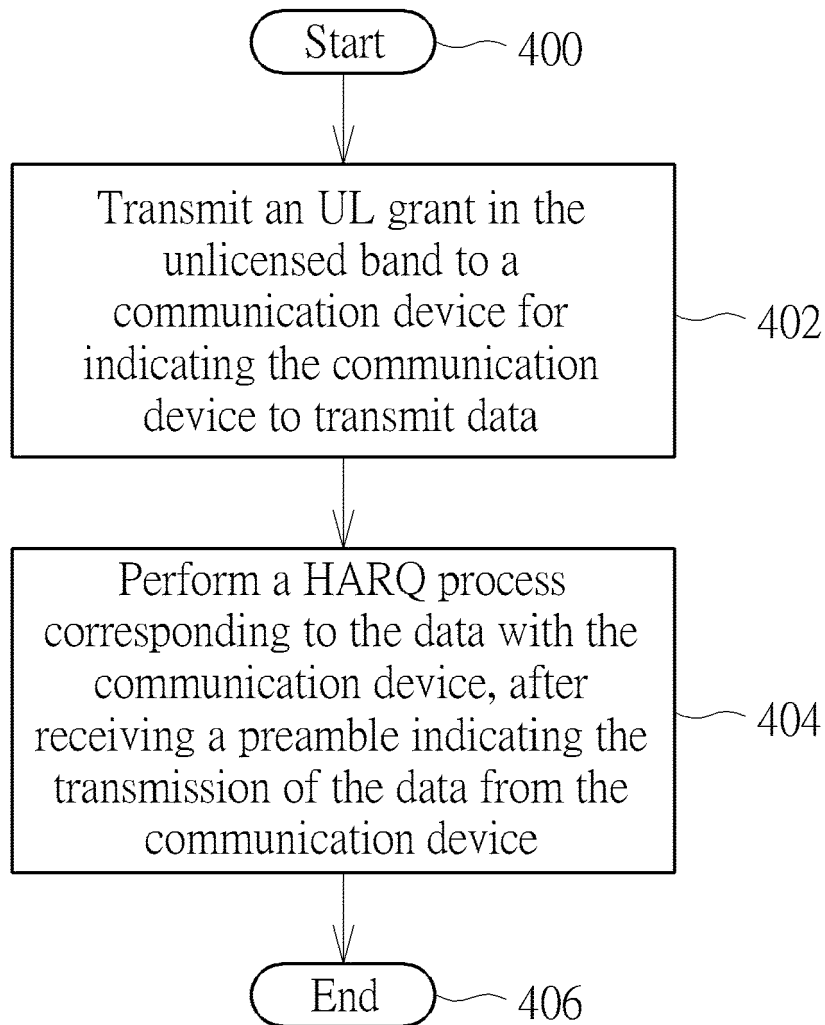 Start
400
Transmit an UL grant in the
unlicensed band to a
communication device for
indicating the communication
device to transmit data
402
Perform a HARQ process
corresponding to the data with the
communication device, after
receiving a preamble indicating the
transmission of the data from the
communication device
404
End
406